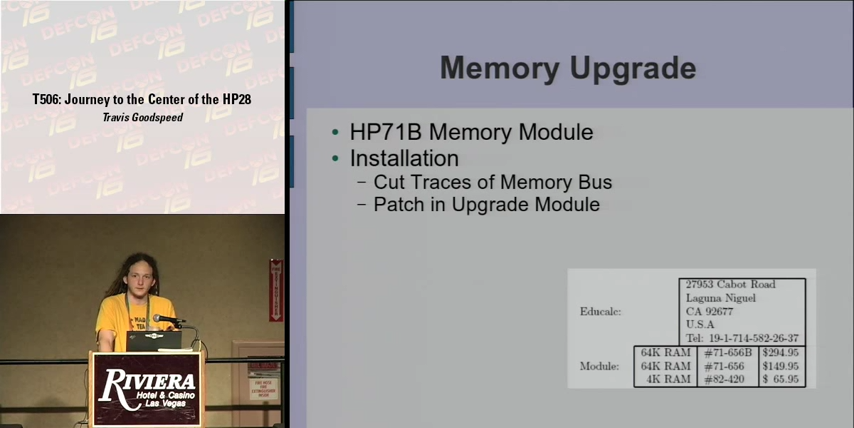 T506: Journey to the Center of the HP28
Travis Goodspeed
RIVIERA
Hotel & Casino
Las Vegas
Memory Upgrade
• HP71B Memory Module
• Installation
– Cut Traces of Memory Bus
– Patch in Upgrade Module
Educalc:
27953 Cabot Road
Laguna Niguel
CA 92677
U.S.A
Tel: 19-1-714-582-26-37
Module:
64K RAM #71-656B $294.95
64K RAM #71-656 $149.95
4K RAM #82-420 $ 65.95
DEFCON 16